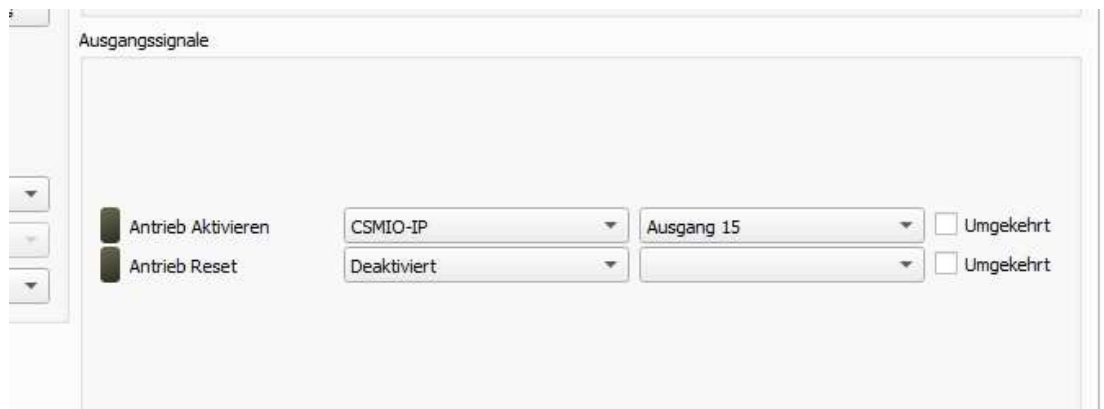 Ausgangssignale
Antrieb Aktivieren CSMIO-IP Ausgang 15 Umgekehrt
Antrieb Reset Deaktiviert Umgekehrt